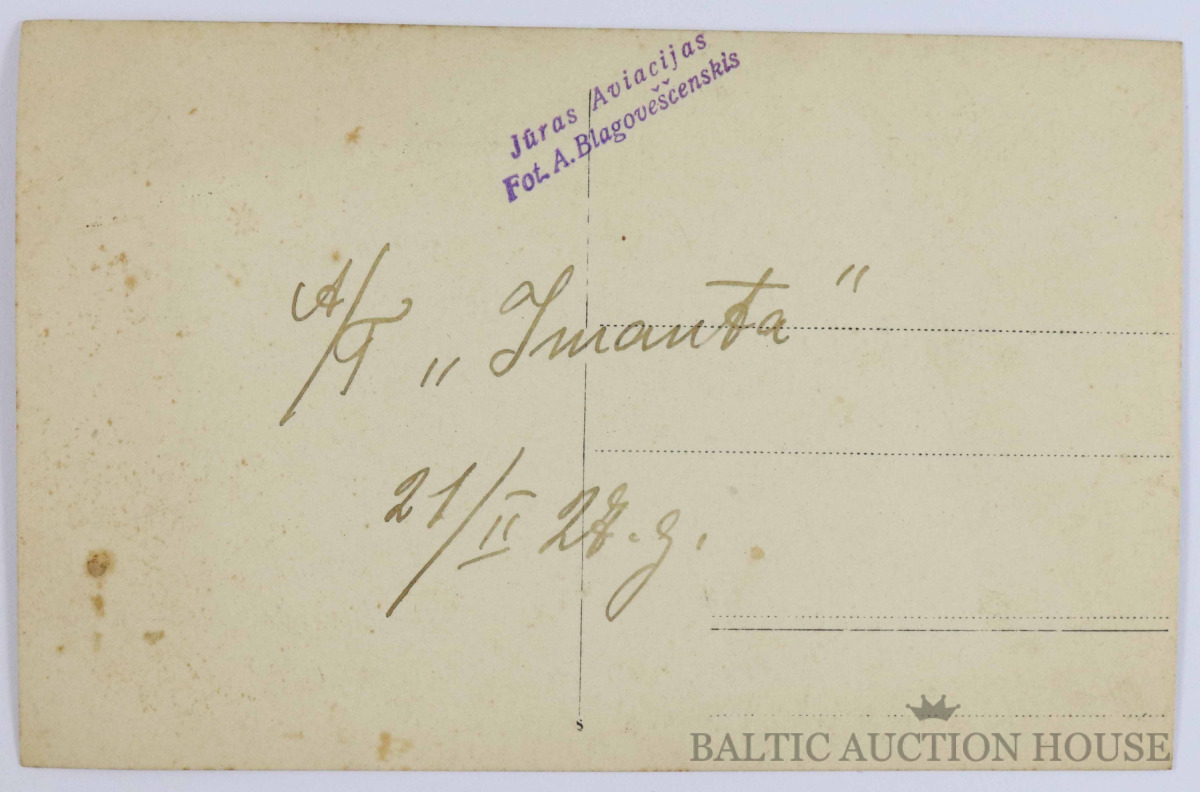 Jūras Aviacijas
Fot. A. Blagoveščenskis
A/T „Imanta"
21/II 27. g.
s
BALTIC AUCTION HOUSE